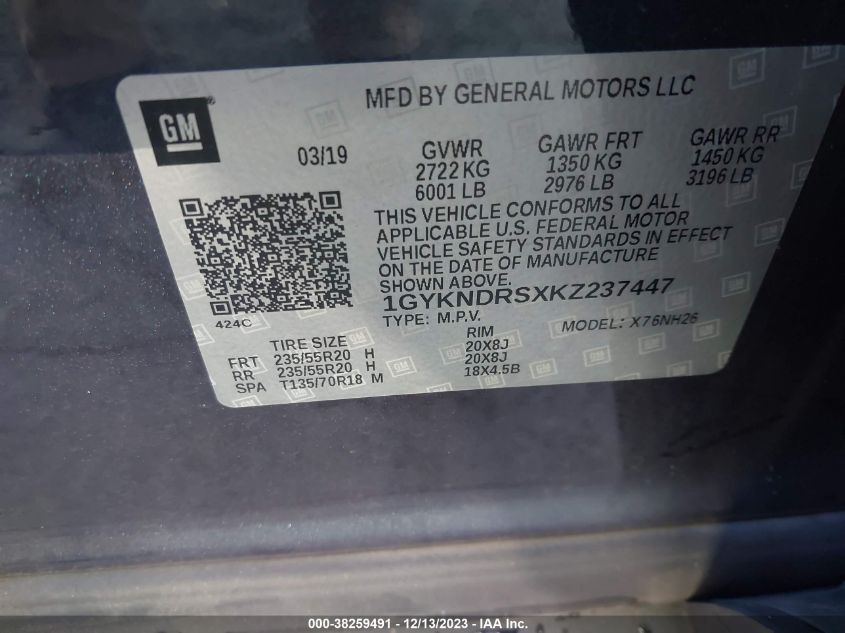 MFD BY GENERAL MOTORS LLC
GM
03/19
GVWR
2722 KG
6001 LB
GAWR FRT
1350 KG
2976 LB
GAWR RR
1450 KG
3196 LB
THIS VEHICLE CONFORMS TO ALL
APPLICABLE U.S. FEDERAL MOTOR
VEHICLE SAFETY STANDARDS IN EFFECT
ON THE DATE OF MANUFACTURE
SHOWN ABOVE.
1GYKNDRSXKZ237447
424C
TYPE: M.P.V. MODEL: X76NH26
TIRE SIZE RIM
FRT 235/55R20 H 20X8J
RR 235/55R20 H 20X8J
SPA T135/70R18 M 18X4.5B
000-38259491 - 12/13/2023 - IAA Inc.